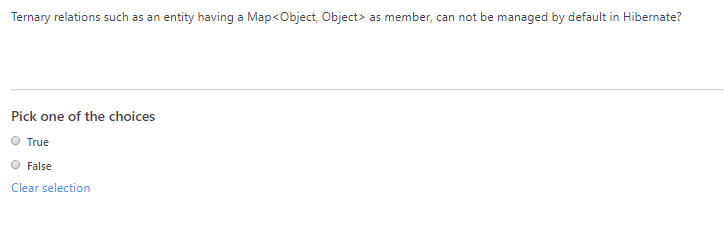 Ternary relations such as an entity having a Map<Object, Object> as member, can not be managed by default in Hibernate?
Pick one of the choices
True
False
Clear selection